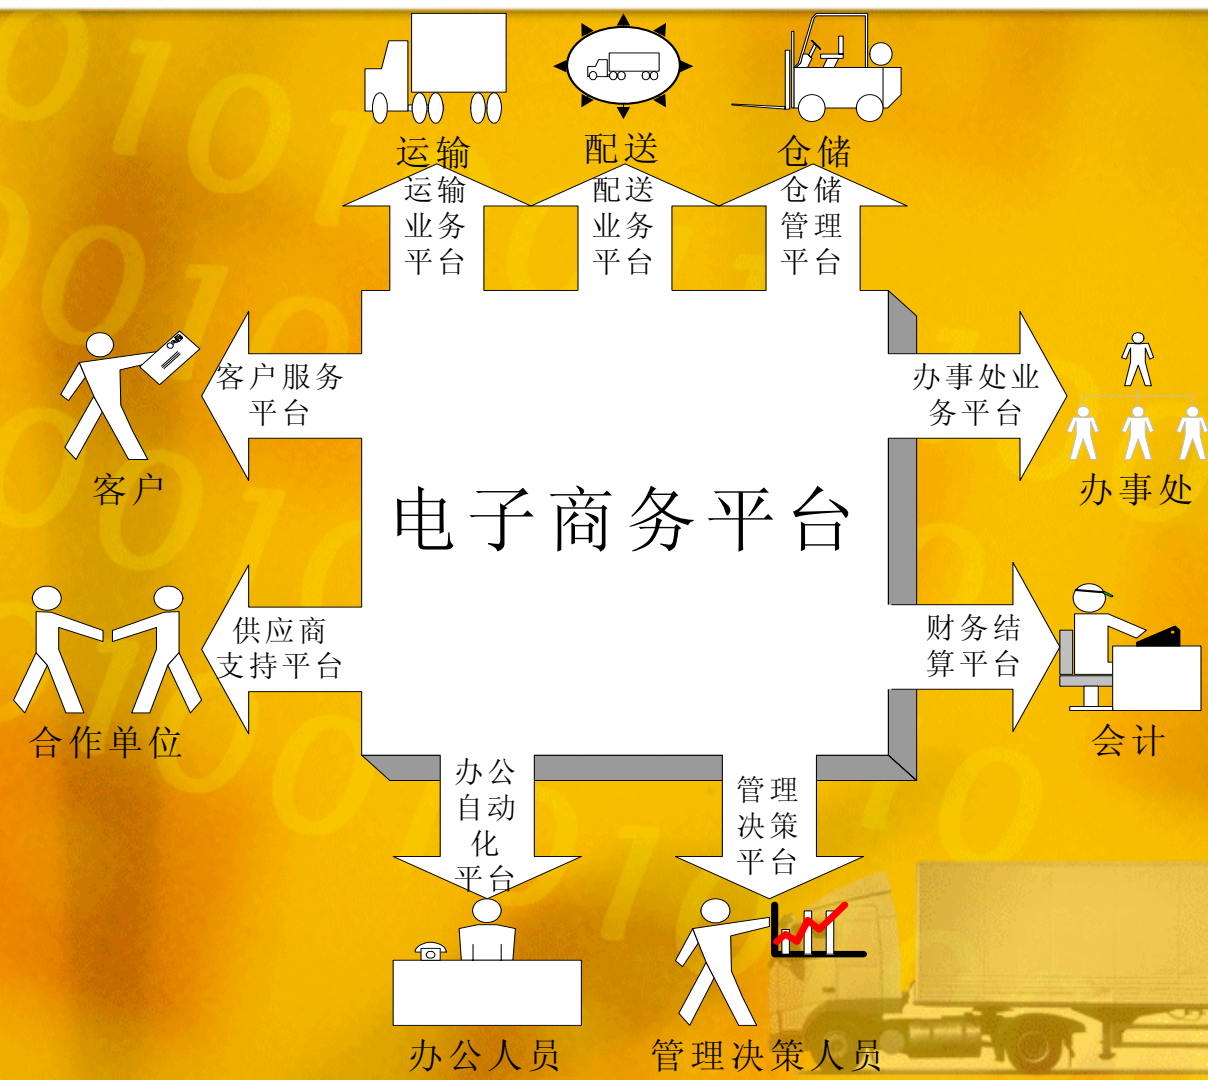 运输
配送
仓储
运输
业务
平台
配送
业务
平台
仓储
管理
平台
客户服务
平台
客户
办事处业
务平台
办事处
电子商务平台
供应商
支持平台
合作单位
财务结
算平台
会计
办公
自动
化
平台
办公人员
管理
决策
平台
管理决策人员